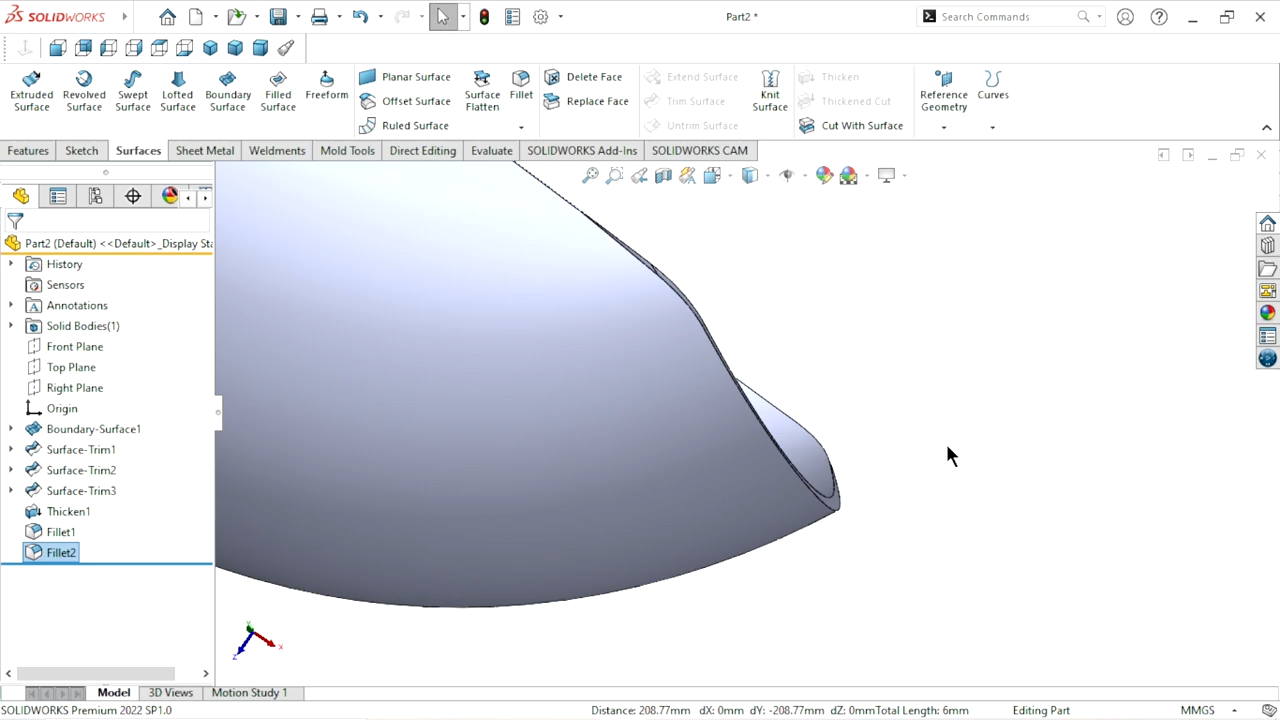 SOLIDWORKS
Part2 *
Search Commands
Extruded Surface
Revolved Surface
Swept Surface
Lofted Surface
Boundary Surface
Filled Surface
Freeform
Planar Surface
Offset Surface
Ruled Surface
Surface Flatten
Fillet
Delete Face
Replace Face
Extend Surface
Trim Surface
Untrim Surface
Knit Surface
Thicken
Thickened Cut
Cut With Surface
Reference Geometry
Curves
Features
Sketch
Surfaces
Sheet Metal
Weldments
Mold Tools
Direct Editing
Evaluate
SOLIDWORKS Add-Ins
SOLIDWORKS CAM
Part2 (Default) <<Default>_Display Sta
History
Sensors
Annotations
Solid Bodies(1)
Front Plane
Top Plane
Right Plane
Origin
Boundary-Surface1
Surface-Trim1
Surface-Trim2
Surface-Trim3
Thicken1
Fillet1
Fillet2
Y
X
Z
Model
3D Views
Motion Study 1
SOLIDWORKS Premium 2022 SP1.0
Distance: 208.77mm dX: 0mm dY: -208.77mm dZ: 0mmTotal Length: 6mm
Editing Part
MMGS